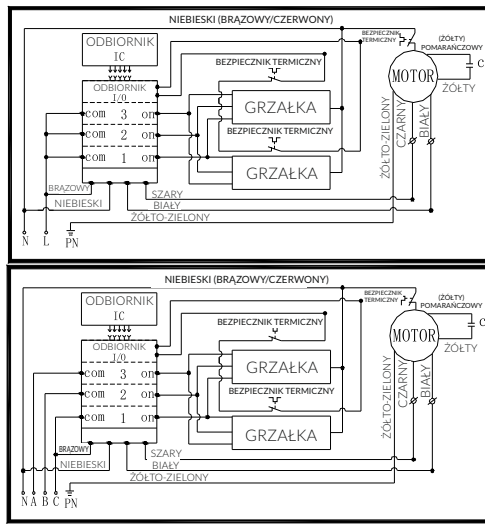 NIEBIESKI (BRĄZOWY/CZERWONY)
ODBIORNIK
IC
BEZPIECZNIK TERMICZNY
BEZPIECZNIK
TERMICZNY
(ŻÓŁTY)
POMARAŃCZOWY
C
MOTOR
ŻÓŁTY
ODBIORNIK
I/O
com 3 on
com 2 on
com 1 on
GRZAŁKA
BEZPIECZNIK TERMICZNY
GRZAŁKA
ŻÓŁTO-ZIELONY
CZARNY
BIAŁY
BRĄZOWY
NIEBIESKI
SZARY
BIAŁY
ŻÓŁTO-ZIELONY
N L PN
NIEBIESKI (BRĄZOWY/CZERWONY)
ODBIORNIK
IC
BEZPIECZNIK TERMICZNY
BEZPIECZNIK
TERMICZNY
(ŻÓŁTY)
POMARAŃCZOWY
C
MOTOR
ŻÓŁTY
ODBIORNIK
I/O
com 3 on
com 2 on
com 1 on
GRZAŁKA
BEZPIECZNIK TERMICZNY
GRZAŁKA
ŻÓŁTO-ZIELONY
CZARNY
BIAŁY
BRĄZOWY
NIEBIESKI
SZARY
BIAŁY
ŻÓŁTO-ZIELONY
N A B C PN